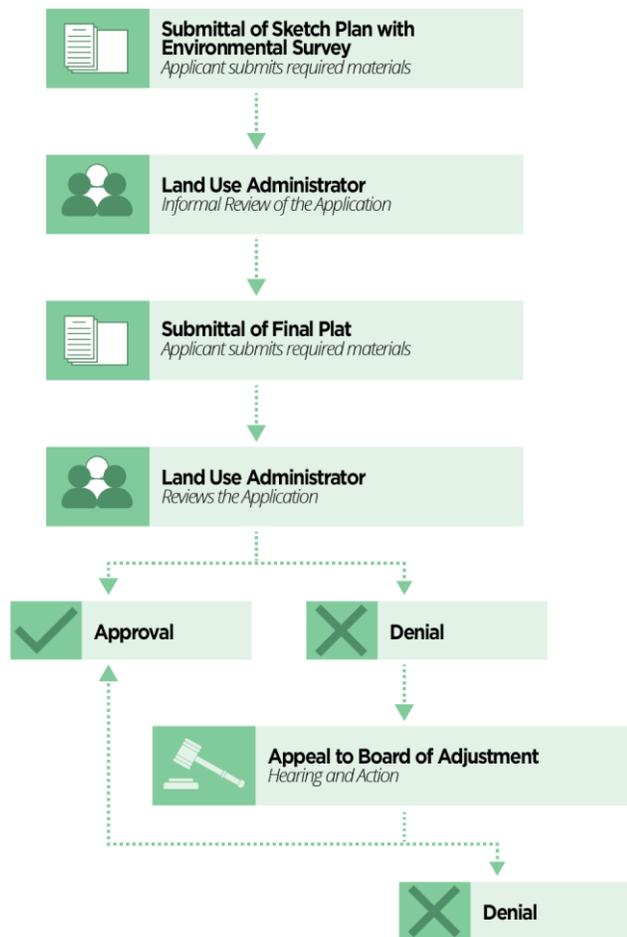 Submittal of Sketch Plan with
Environmental Survey
Applicant submits required materials
Land Use Administrator
Informal Review of the Application
Submittal of Final Plat
Applicant submits required materials
Land Use Administrator
Reviews the Application
Approval
Denial
Appeal to Board of Adjustment
Hearing and Action
Denial